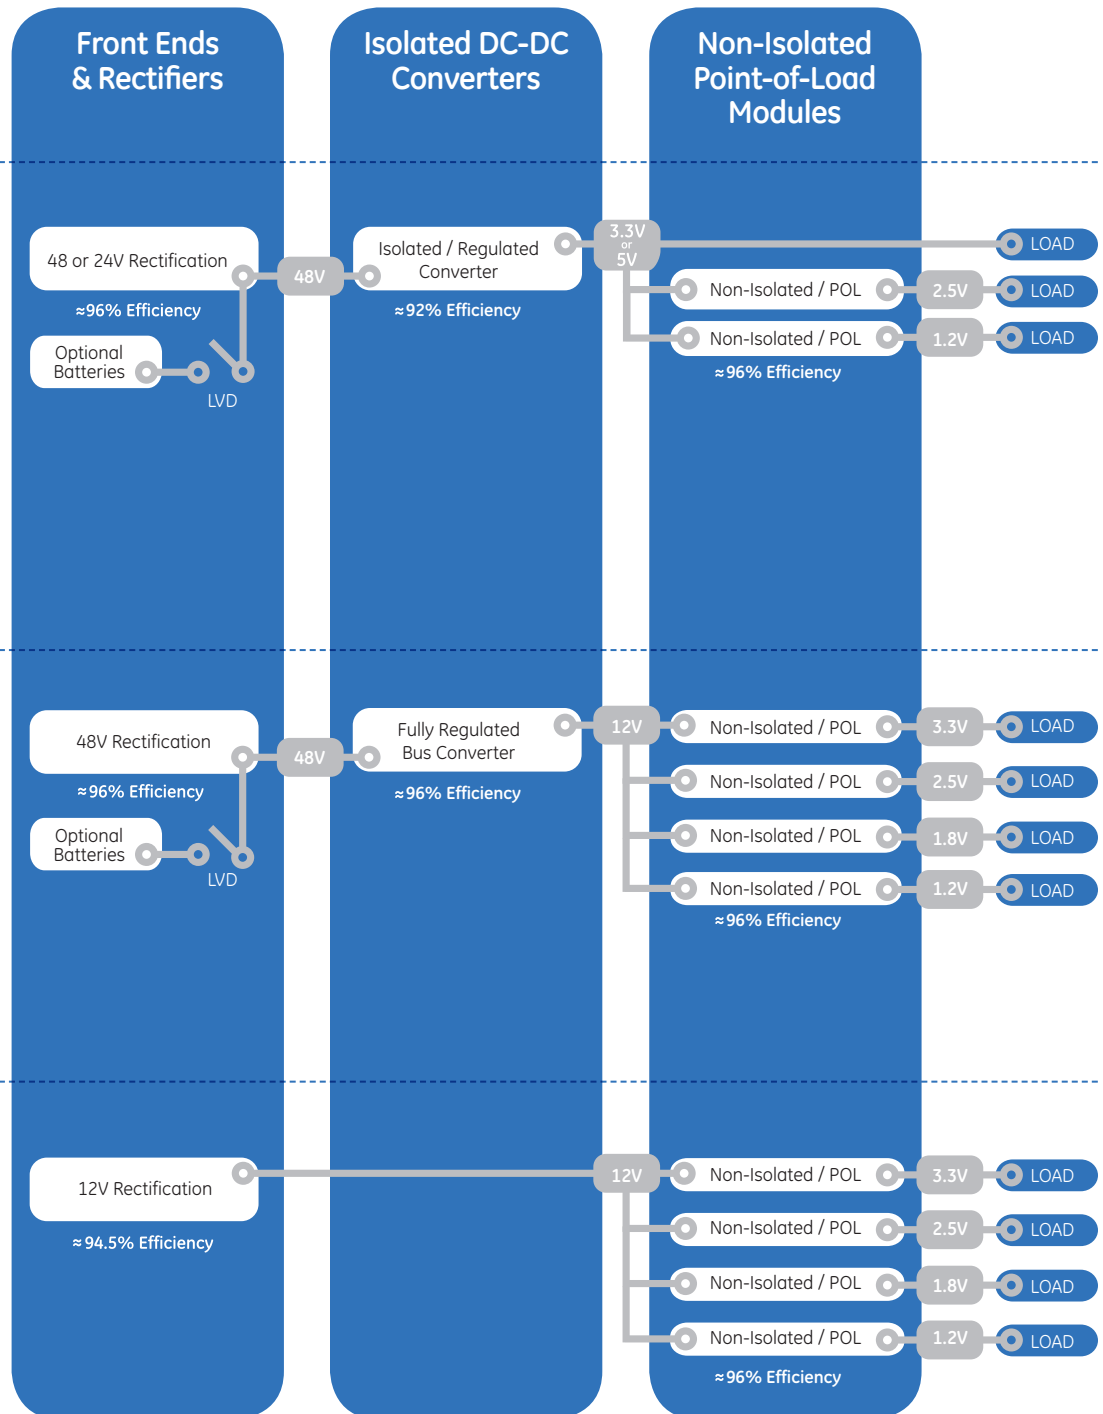 Front Ends
& Rectifiers
Isolated DC-DC
Converters
Non-Isolated
Point-of-Load
Modules
48 or 24V Rectification
≈96% Efficiency
Optional
Batteries
LVD
48V
Isolated / Regulated
Converter
≈92% Efficiency
3.3V
or
5V
LOAD
Non-Isolated / POL
2.5V
LOAD
Non-Isolated / POL
1.2V
LOAD
≈96% Efficiency
48V Rectification
≈96% Efficiency
Optional
Batteries
LVD
48V
Fully Regulated
Bus Converter
≈96% Efficiency
12V
Non-Isolated / POL
3.3V
LOAD
Non-Isolated / POL
2.5V
LOAD
Non-Isolated / POL
1.8V
LOAD
Non-Isolated / POL
1.2V
LOAD
≈96% Efficiency
12V Rectification
≈94.5% Efficiency
12V
Non-Isolated / POL
3.3V
LOAD
Non-Isolated / POL
2.5V
LOAD
Non-Isolated / POL
1.8V
LOAD
Non-Isolated / POL
1.2V
LOAD
≈96% Efficiency